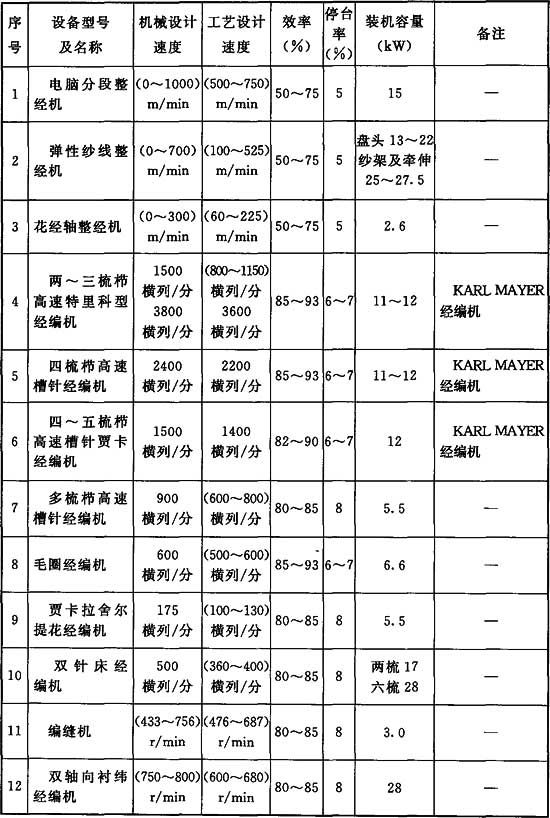 序号 设备型号及名称 机械设计速度 工艺设计速度 效率(%) 停台率(%) 装机容量(kW) 备注
1 电脑分段整经机 (0～1000) m/min (500～750) m/min 50～75 5 15 —
2 弹性纱线整经机 (0～700) m/min (100～525) m/min 50～75 5 盘头 13～22 纱架及牵伸 25～27.5 —
3 花经轴整经机 (0～300) m/min (60～225) m/min 50～75 5 2.6 —
4 两～三梳栉高速特里科型经编机 1500 横列/分 3800 横列/分 (800～1150) 横列/分 3600 横列/分 85～93 6～7 11～12 KARL MAYER 经编机
5 四梳栉高速槽针经编机 2400 横列/分 2200 横列/分 85～93 6～7 11～12 KARL MAYER 经编机
6 四～五梳栉高速槽针贾卡经编机 1500 横列/分 1400 横列/分 82～90 6～7 12 KARL MAYER 经编机
7 多梳栉高速槽针经编机 900 横列/分 (600～800) 横列/分 80～85 8 5.5 —
8 毛圈经编机 600 横列/分 (500～600) 横列/分 85～93 6～7 6.6 —
9 贾卡拉舍尔提花经编机 175 横列/分 (100～130) 横列/分 80～85 8 5.5 —
10 双针床经编机 500 横列/分 (360～400) 横列/分 80～85 8 两梳 17 六梳 28 —
11 编缝机 (433～756) r/min (476～687) r/min 80～85 8 3.0 —
12 双轴向衬纬经编机 (750～800) r/min (600～680) r/min 80～85 8 28 —